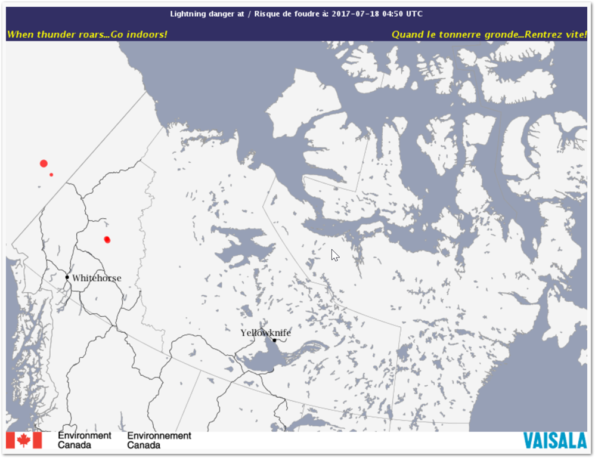 Lightning danger at / Risque de foudre à: 2017-07-18 04:50 UTC
When thunder roars...Go indoors! Quand le tonnerre gronde...Rentrez vite!
Whitehorse
Yellowknife
Environment Environnement
Canada Canada
VAISALA